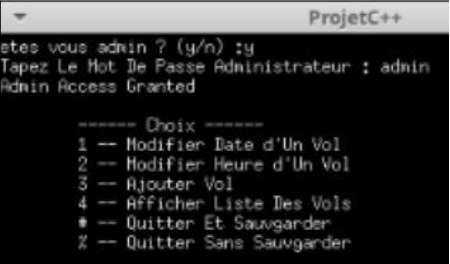 ProjetC++
etes vous admin ? (y/n) :y
Tapez Le Mot De Passe Administrateur : admin
Admin Access Granted
------ Choix ------
1 -- Modifier Date d'Un Vol
2 -- Modifier Heure d'Un Vol
3 -- Ajouter Vol
4 -- Afficher Liste Des Vols
* -- Quitter Et Sauvgarder
% -- Quitter Sans Sauvgarder